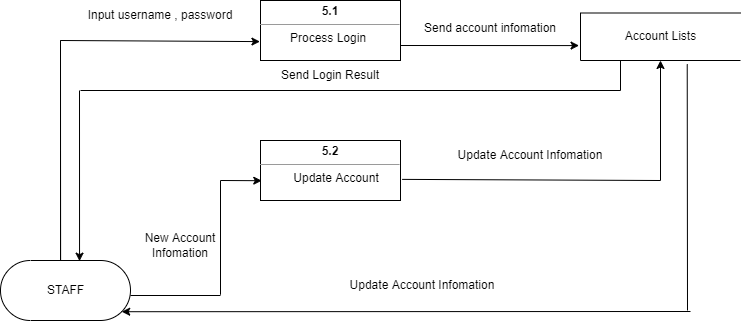 5.1
Input username , password
Process Login
Send account infomation
Account Lists
Send Login Result
5.2
Update Account Infomation
Update Account
New Account
Infomation
STAFF
Update Account Infomation